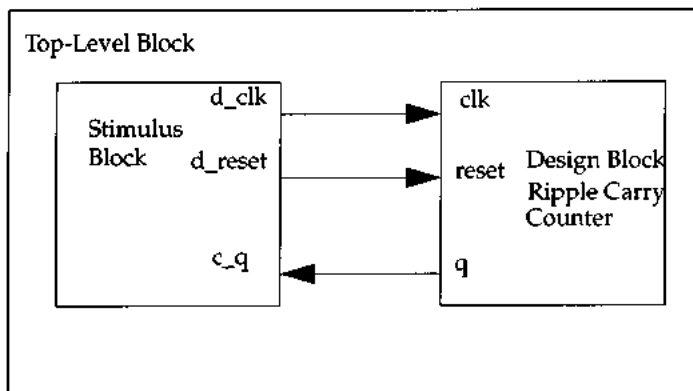 Top-Level Block
d_clk
clk
Stimulus
Block
d_reset
reset
Design Block
Ripple Carry
Counter
c_q
q